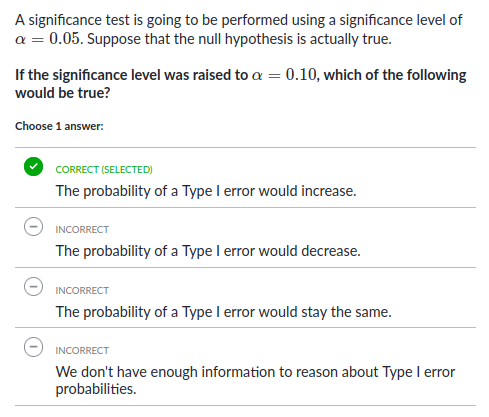 A significance test is going to be performed using a significance level of
α = 0.05. Suppose that the null hypothesis is actually true.
If the significance level was raised to α = 0.10, which of the following
would be true?
Choose 1 answer:
CORRECT (SELECTED)
The probability of a Type I error would increase.
INCORRECT
The probability of a Type I error would decrease.
INCORRECT
The probability of a Type I error would stay the same.
INCORRECT
We don't have enough information to reason about Type I error
probabilities.